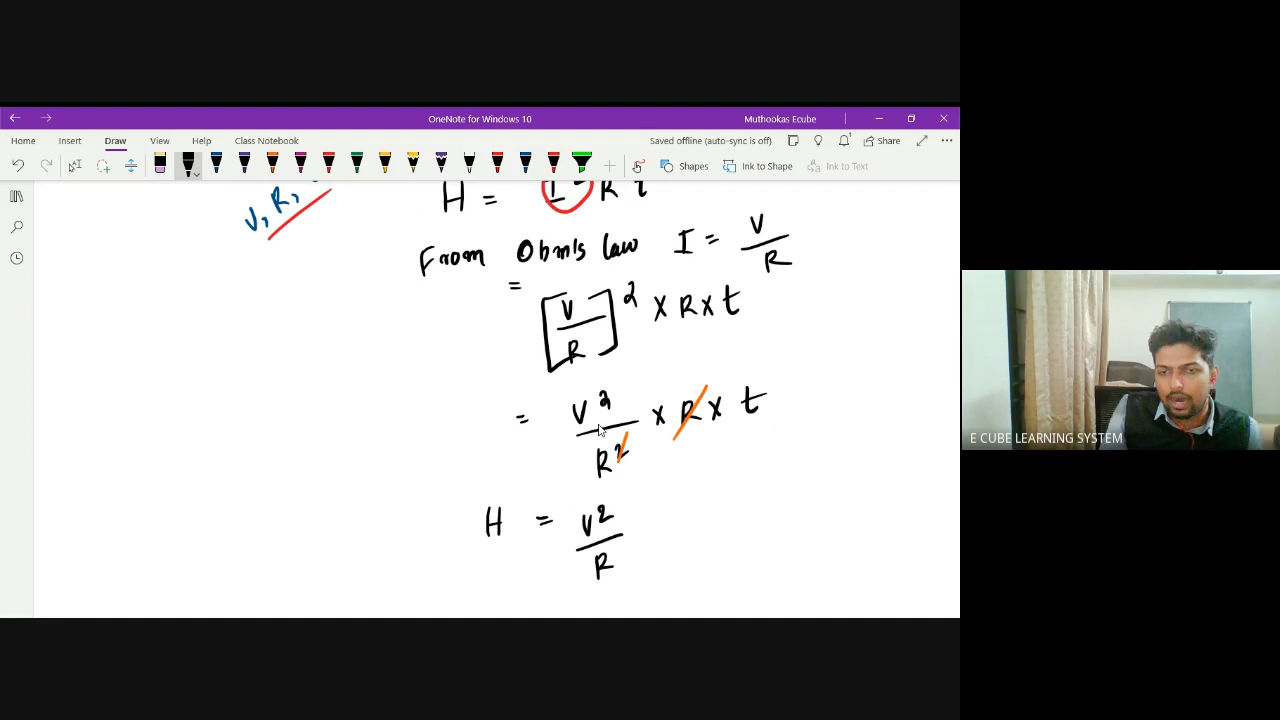 OneNote for Windows 10
Muthookas Ecube
Home Insert Draw View Help Class Notebook
Saved offline (auto-sync is off)
Share
Shapes
Ink to Shape
Ink to Text
V, R,
H = I² R t
From Ohm's law I = V/R
= [V/R]² x R x t
= V²/R² x R x t
H = V²/R
E CUBE LEARNING SYSTEM